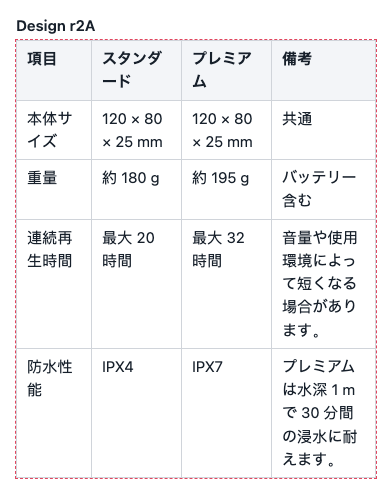 Design r2A
項目 スタンダ プレミア 備考
ード ム
本体サ 120 × 80 120 × 80 共通
イズ × 25 mm × 25 mm
重量 約 180 g 約 195 g バッテリー
含む
連続再 最大 20 最大 32 音量や使用
生時間 時間 時間 環境によっ
て短くなる
場合があり
ます。
防水性 IPX4 IPX7 プレミアム
能 は水深 1 m
で 30 分間
の浸水に耐
えます。